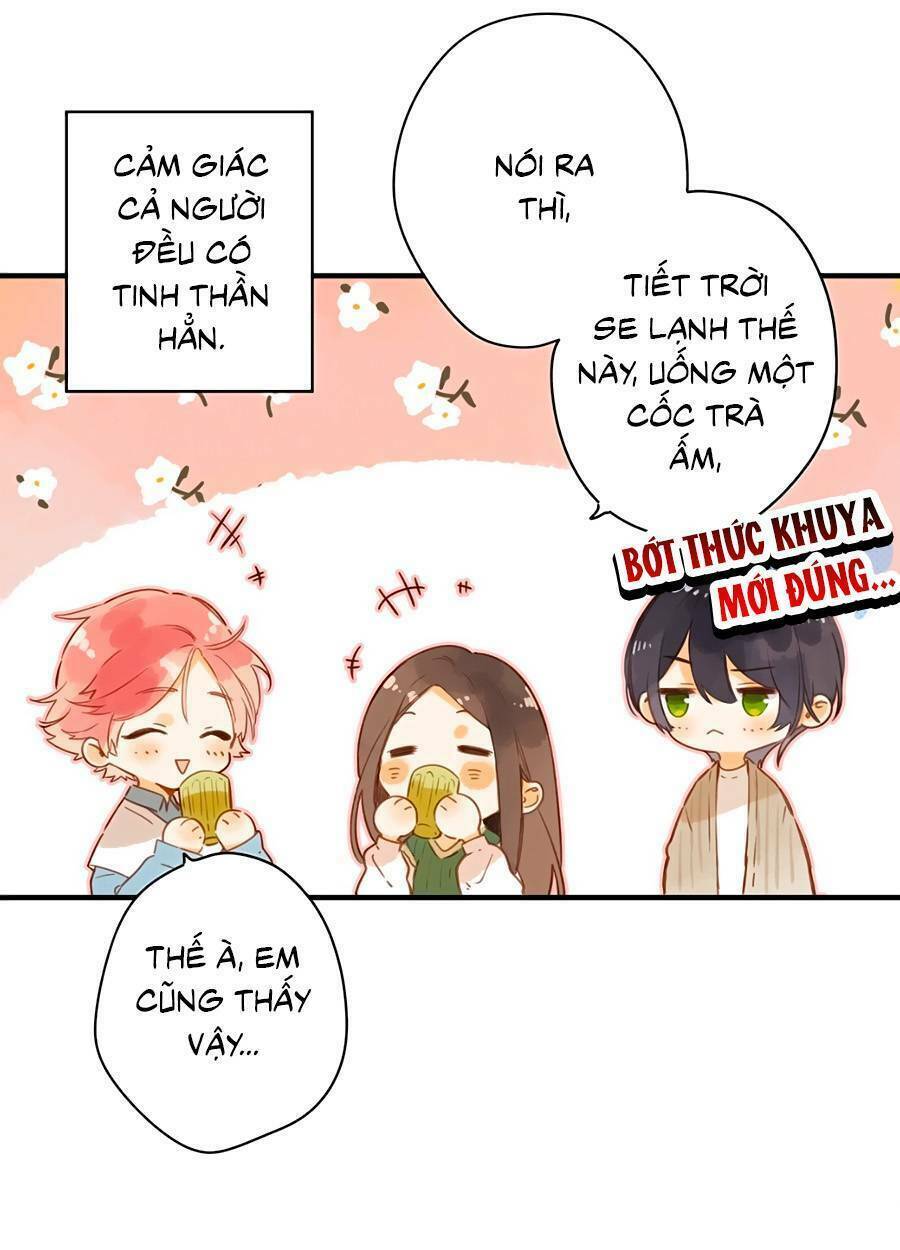 NÓI RA
THÌ,
TIẾT TRỜI
SE LẠNH THẾ
NÀY, UỐNG MỘT
CỐC TRÀ
ẤM,
CẢM GIÁC
CẢ NGƯỜI
ĐỀU CÓ
TINH THẦN
HẲN.
BỚT THỨC KHUYA
MỚI ĐÚNG...
THẾ À, EM
CŨNG THẤY
VẬY...